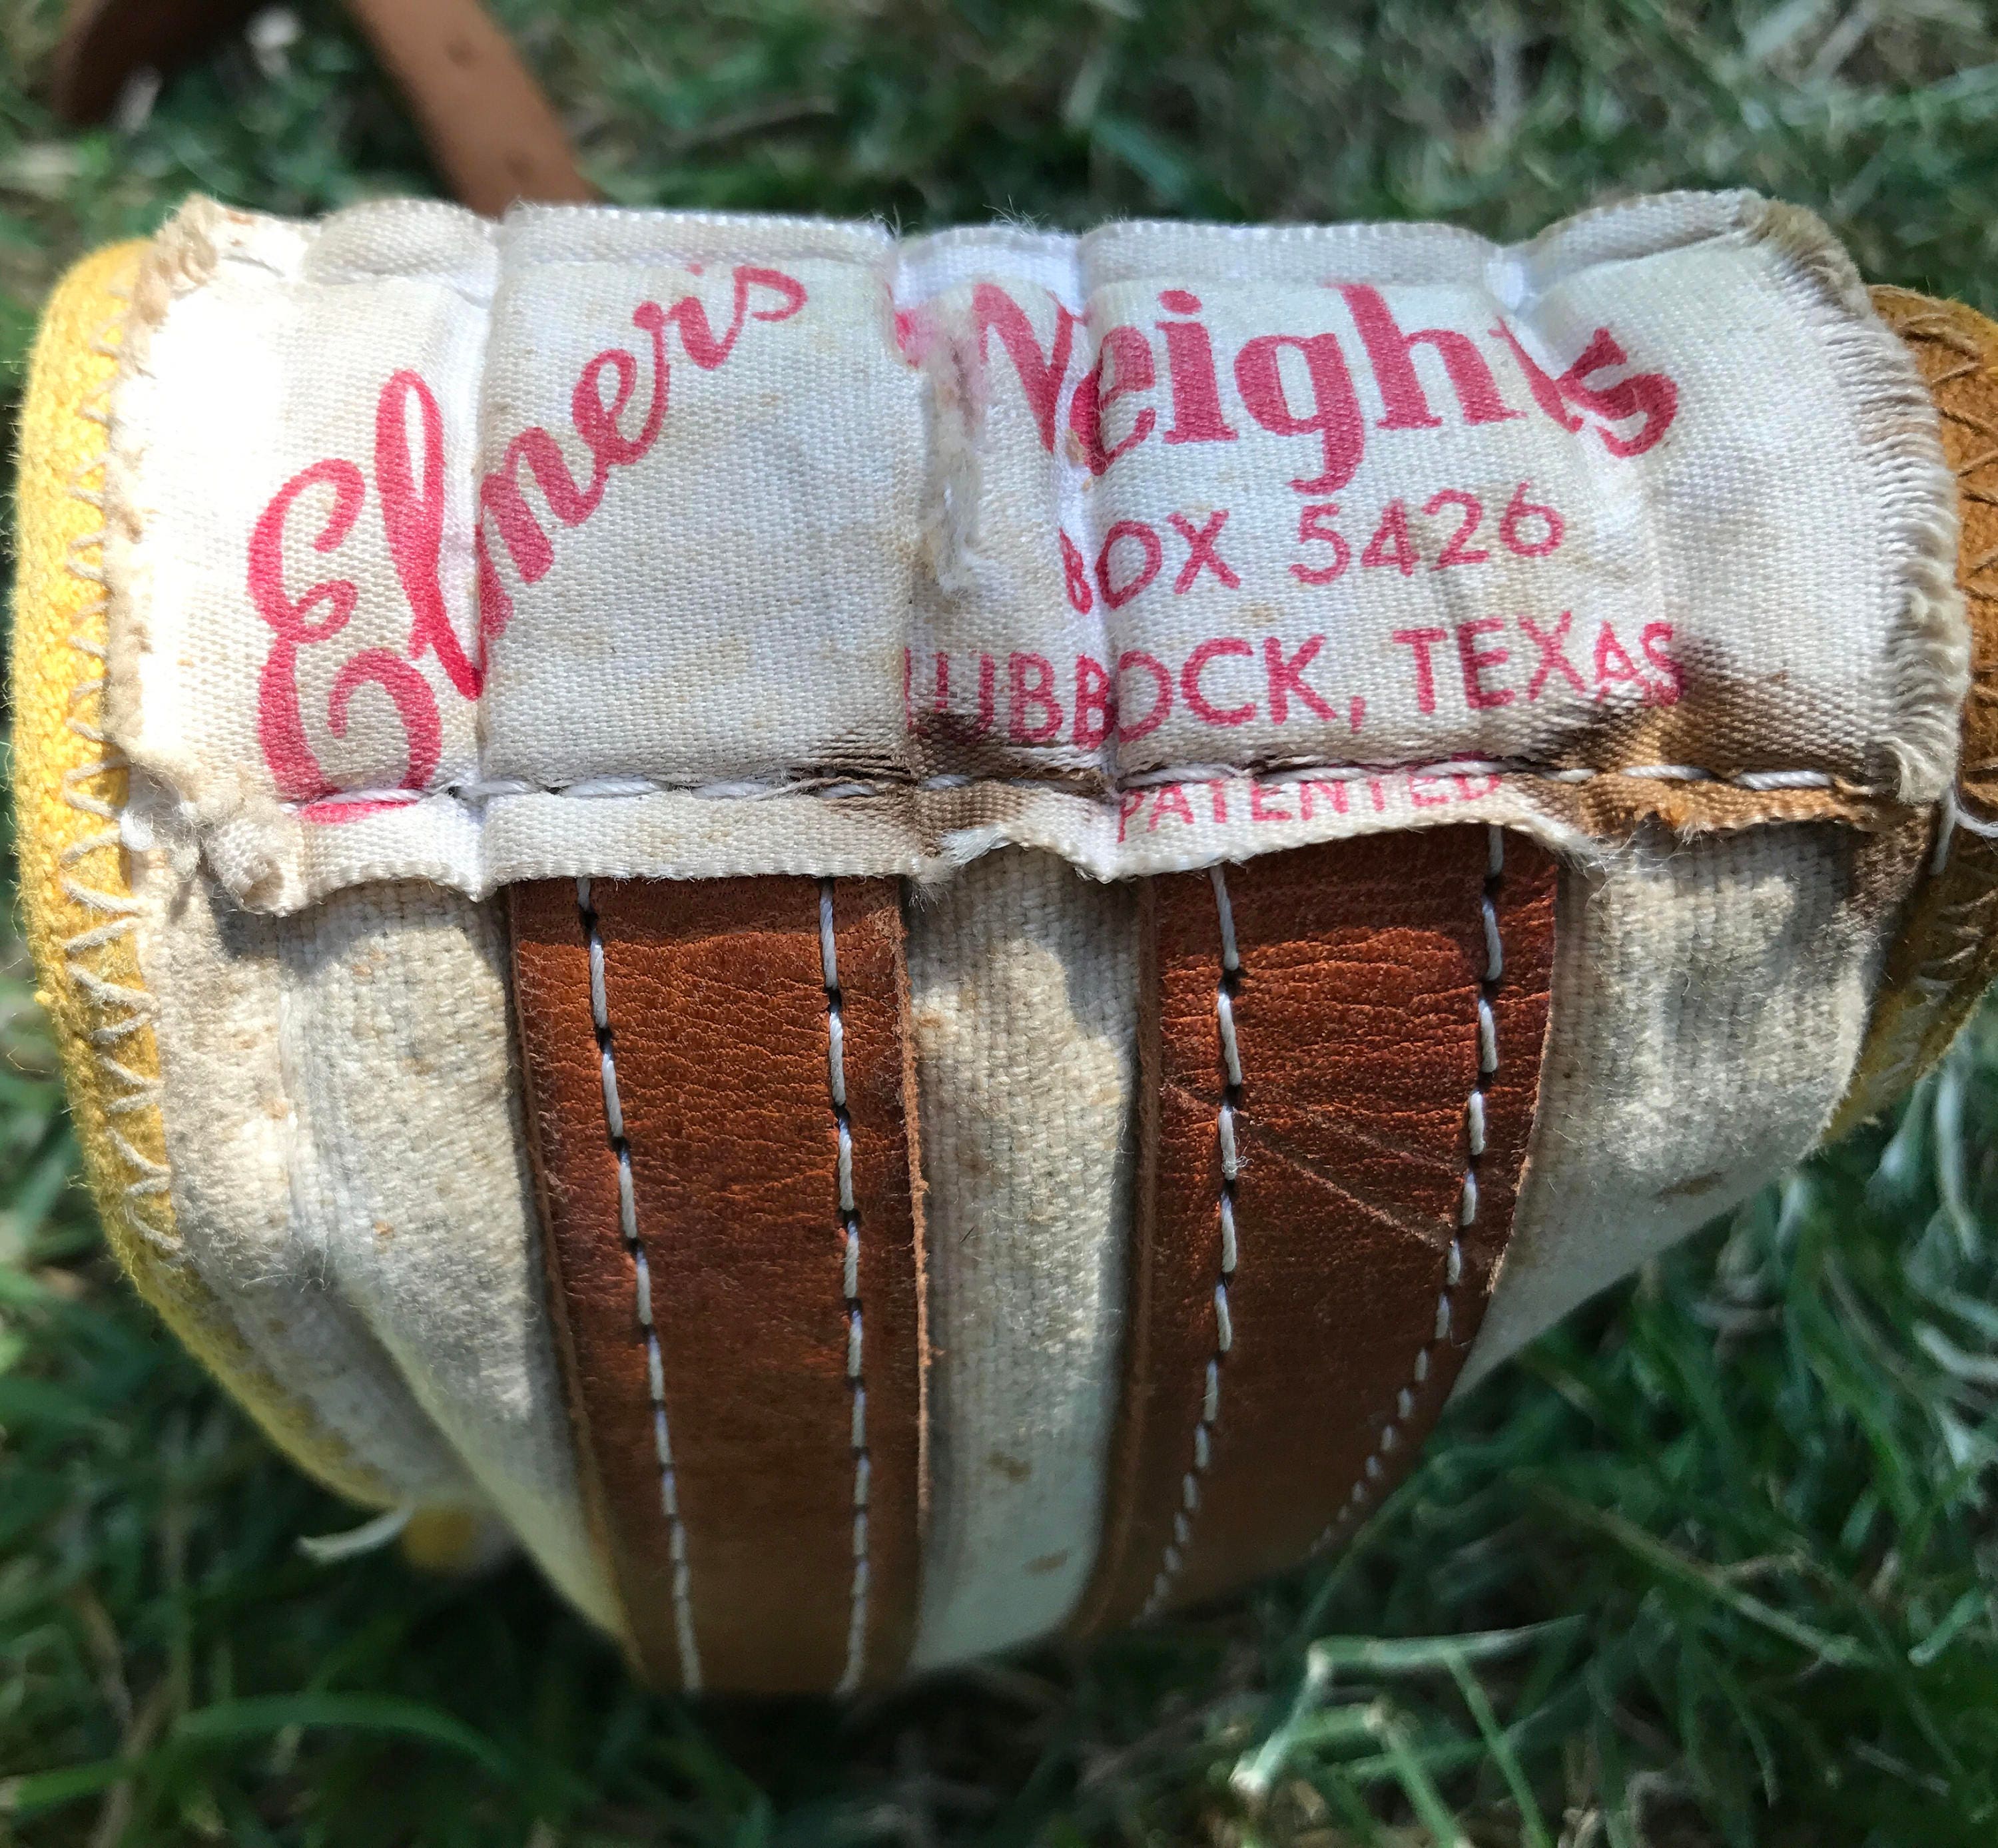 Elmer's Weights
BOX 5426
LUBBOCK, TEXAS
PATENTED